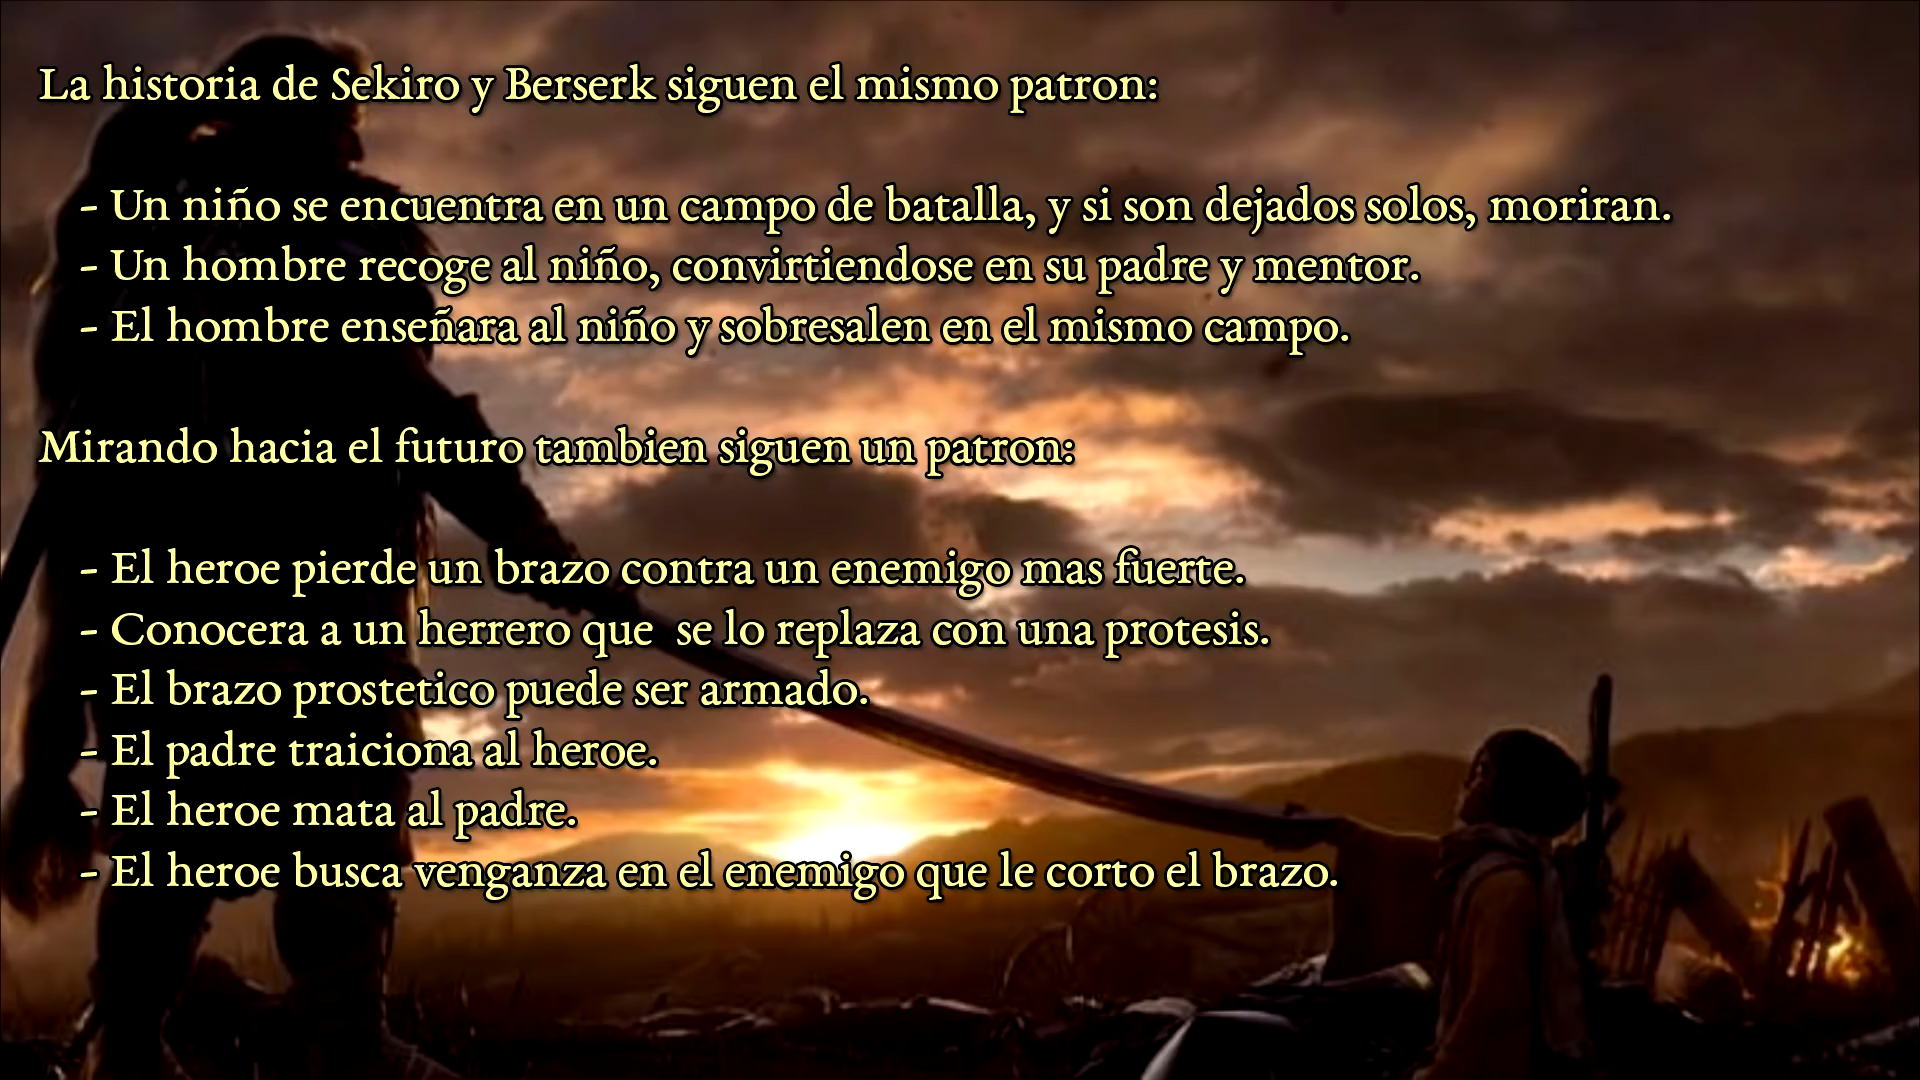 La historia de Sekiro y Berserk siguen el mismo patron:
- Un niño se encuentra en un campo de batalla, y si son dejados solos, moriran.
- Un hombre recoge al niño, convirtiendose en su padre y mentor.
- El hombre enseñara al niño y sobresalen en el mismo campo.
Mirando hacia el futuro tambien siguen un patron:
- El heroe pierde un brazo contra un enemigo mas fuerte.
- Conocera a un herrero que  se lo replaza con una protesis.
- El brazo prostetico puede ser armado.
- El padre traiciona al heroe.
- El heroe mata al padre.
- El heroe busca venganza en el enemigo que le corto el brazo.